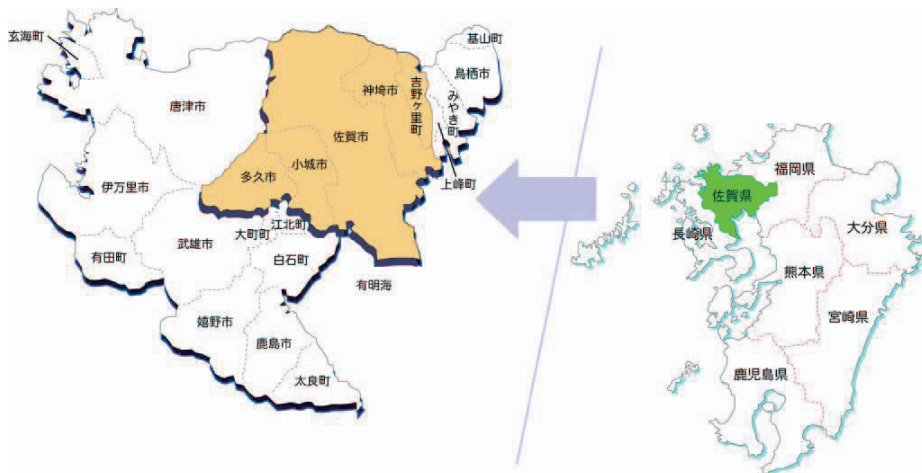 玄海町
基山町
鳥栖市
神埼市
吉野ヶ里町
みやき町
唐津市
佐賀市
小城市
上峰町
多久市
伊万里市
江北町
大町町
武雄市
有田町
白石町
有明海
嬉野市
鹿島市
太良町
福岡県
佐賀県
大分県
長崎県
熊本県
宮崎県
鹿児島県